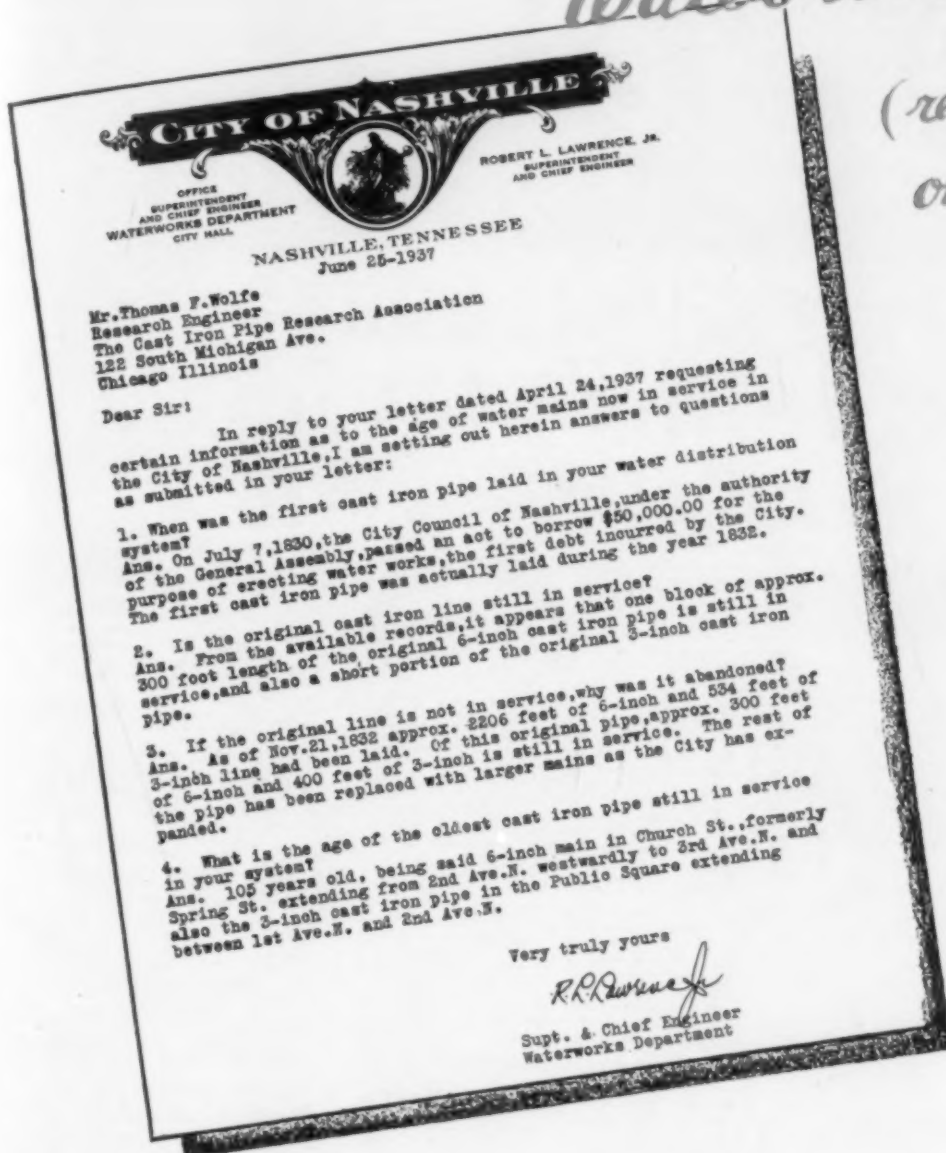 (re
or
CITY OF NASHVILLE
OFFICE
SUPERINTENDENT
AND CHIEF ENGINEER
WATERWORKS DEPARTMENT
CITY HALL
ROBERT L. LAWRENCE, JR.
SUPERINTENDENT
AND CHIEF ENGINEER
NASHVILLE, TENNESSEE
June 25-1937
Mr.Thomas F.Wolfe
Research Engineer
The Cast Iron Pipe Research Association
122 South Michigan Ave.
Chicago Illinois
Dear Sir:
In reply to your letter dated April 24,1937 requesting
certain information as to the age of water mains now in service in
the City of Nashville,I am setting out herein answers to questions
as submitted in your letter:
1. When was the first cast iron pipe laid in your water distribution
system?
Ans. On July 7,1830,the City Council of Nashville,under the authority
of the General Assembly,passed an act to borrow $50,000.00 for the
purpose of erecting water works,the first debt incurred by the City.
The first cast iron pipe was actually laid during the year 1832.
2. Is the original cast iron line still in service?
Ans. From the available records,it appears that one block of approx.
300 foot length of the original 6-inch cast iron pipe is still in
service,and also a short portion of the original 3-inch cast iron
pipe.
3. If the original line is not in service,why was it abandoned?
Ans. As of Nov.21,1832 approx. 2206 feet of 6-inch and 534 feet of
3-inch line had been laid. Of this original pipe,approx. 300 feet
of 6-inch and 400 feet of 3-inch is still in service. The rest of
the pipe has been replaced with larger mains as the City has ex-
panded.
4. What is the age of the oldest cast iron pipe still in service
in your system?
Ans. 105 years old, being said 6-inch main in Church St.,formerly
Spring St. extending from 2nd Ave.N. westwardly to 3rd Ave.N. and
also the 3-inch cast iron pipe in the Public Square extending
between 1st Ave.N. and 2nd Ave.N.
Very truly yours
R.L.Lawrence Jr
Supt. & Chief Engineer
Waterworks Department